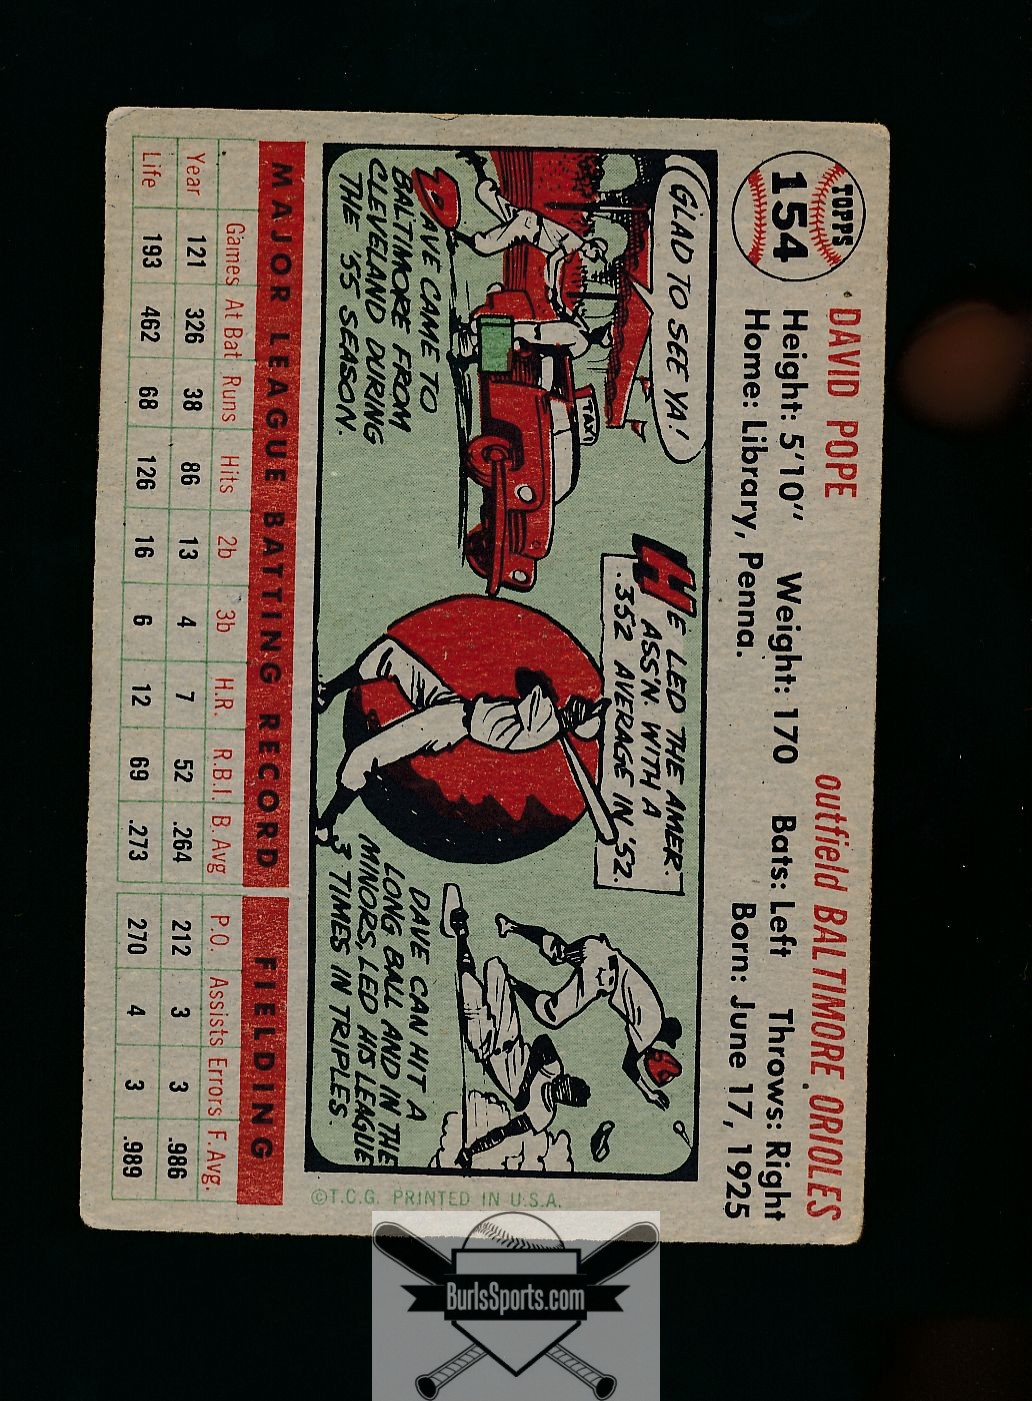 TOPPS
154
DAVID POPE
outfield BALTIMORE ORIOLES
Height: 5'10" Weight: 170 Bats: Left Throws: Right
Home: Library, Penna. Born: June 17, 1925
GLAD TO SEE YA!
TAXI
DAVE CAME TO
BALTIMORE FROM
CLEVELAND DURING
THE '55 SEASON.
HE LED THE AMER.
ASS'N. WITH A
.352 AVERAGE IN '52.
DAVE CAN HIT A
LONG BALL AND IN THE
MINORS, LED HIS LEAGUE
3 TIMES IN TRIPLES.
MAJOR LEAGUE BATTING RECORD FIELDING
Games At Bat Runs Hits 2b 3b H.R. R.B.I. B.Avg P.O. Assists Errors F.Avg.
Year 121 326 38 86 13 4 7 52 .264 212 3 3 .986
Life 193 462 68 126 16 6 12 69 .273 270 4 3 .989
©T.C.G. PRINTED IN U.S.A.
BurlsSports.com